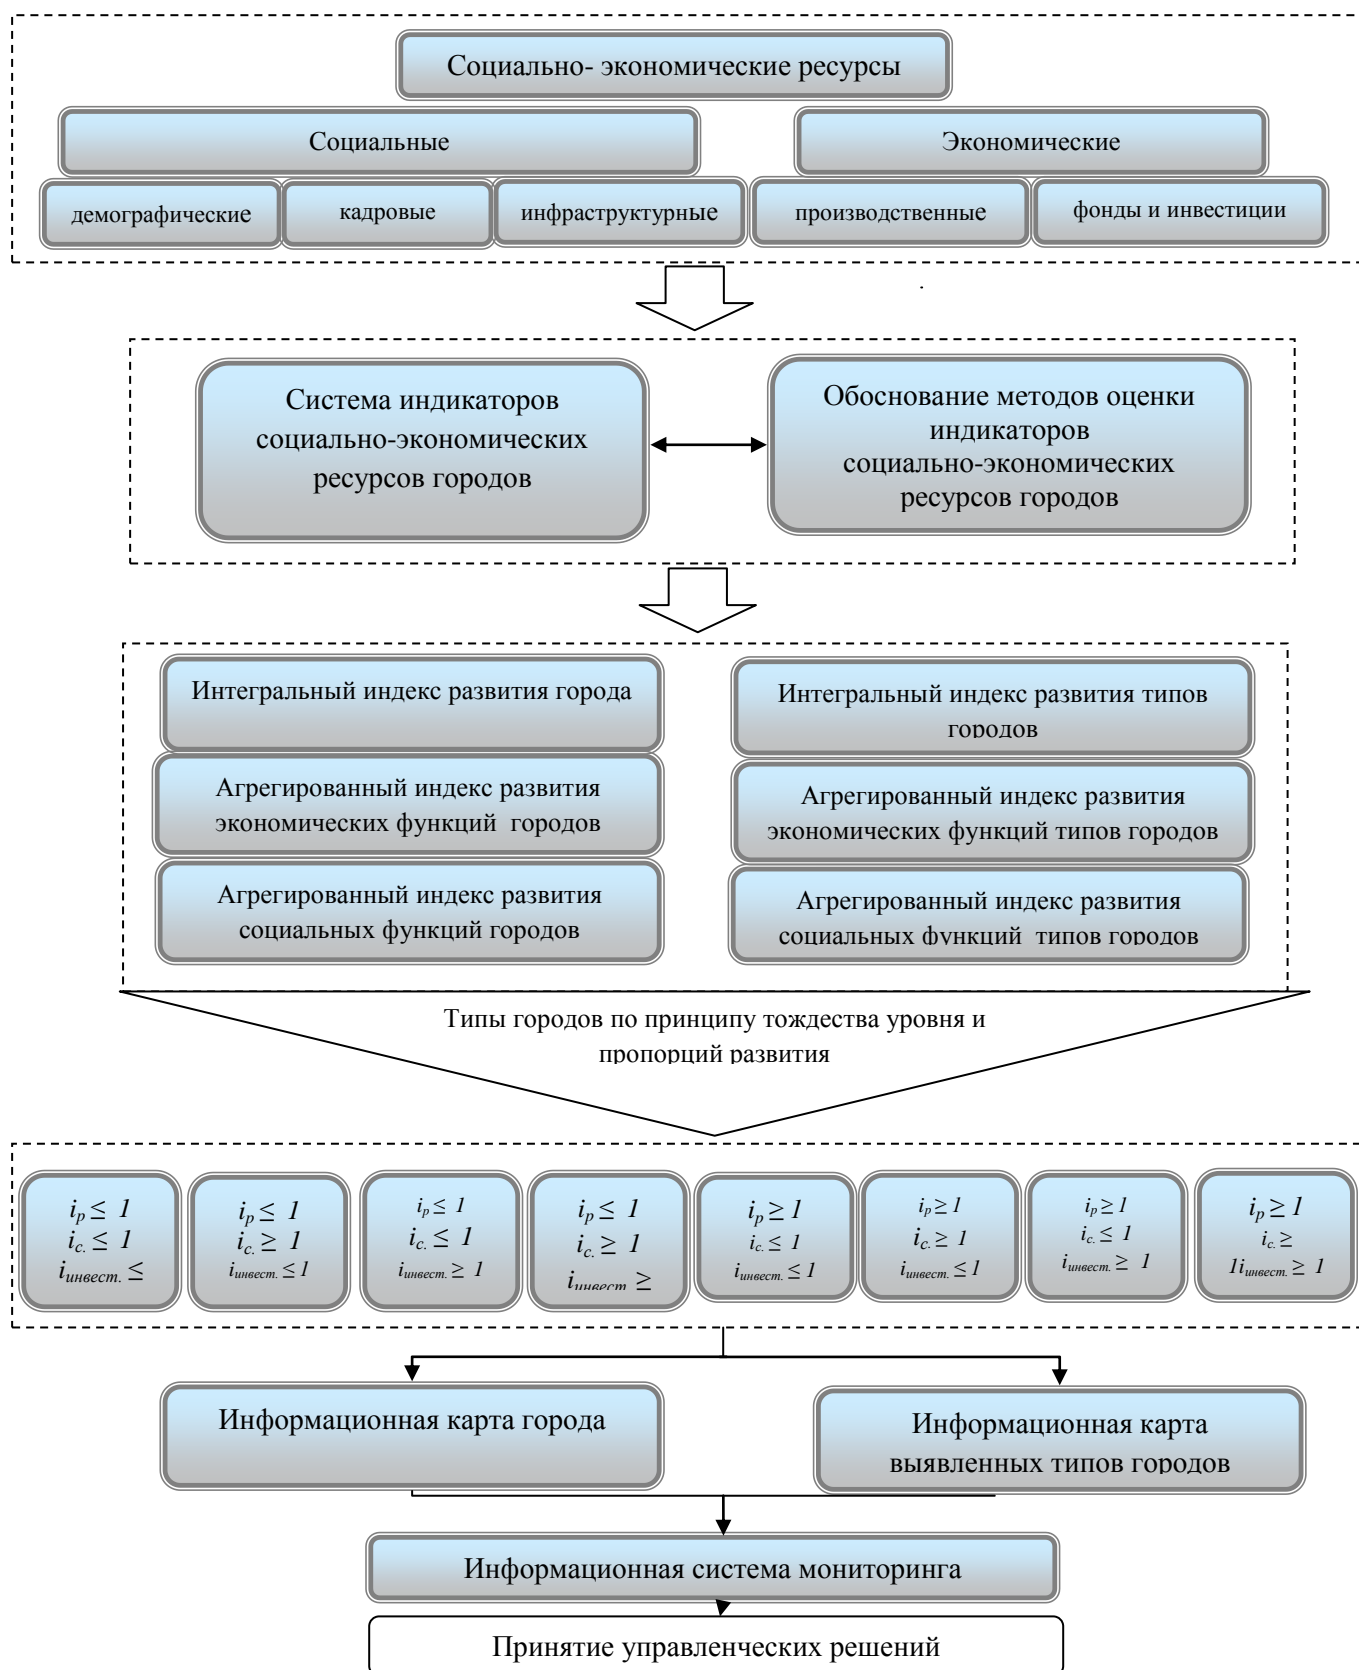 Социально- экономические ресурсы
Социальные
Экономические
демографические
кадровые
инфраструктурные
производственные
фонды и инвестиции
Система индикаторов
социально-экономических
ресурсов городов
Обоснование методов оценки
индикаторов
социально-экономических
ресурсов городов
Интегральный индекс развития города
Интегральный индекс развития типов
городов
Агрегированный индекс развития
экономических функций городов
Агрегированный индекс развития
экономических функций типов городов
Агрегированный индекс развития
социальных функций городов
Агрегированный индекс развития
социальных функций типов городов
Типы городов по принципу тождества уровня и
пропорций развития
iр ≤ 1
iс. ≤ 1
iинвест. ≤
iр ≤ 1
iс. ≥ 1
iинвест. ≤ 1
iр ≤ 1
iс. ≤ 1
iинвест. ≥ 1
iр ≤ 1
iс. ≥ 1
iинвест. ≥
iр ≥ 1
iс. ≤ 1
iинвест. ≤ 1
iр ≥ 1
iс. ≥ 1
iинвест. ≤ 1
iр ≥ 1
iс. ≤ 1
iинвест. ≥ 1
iр ≥ 1
iс. ≥
1iинвест. ≥ 1
Информационная карта города
Информационная карта
выявленных типов городов
Информационная система мониторинга
Принятие управленческих решений